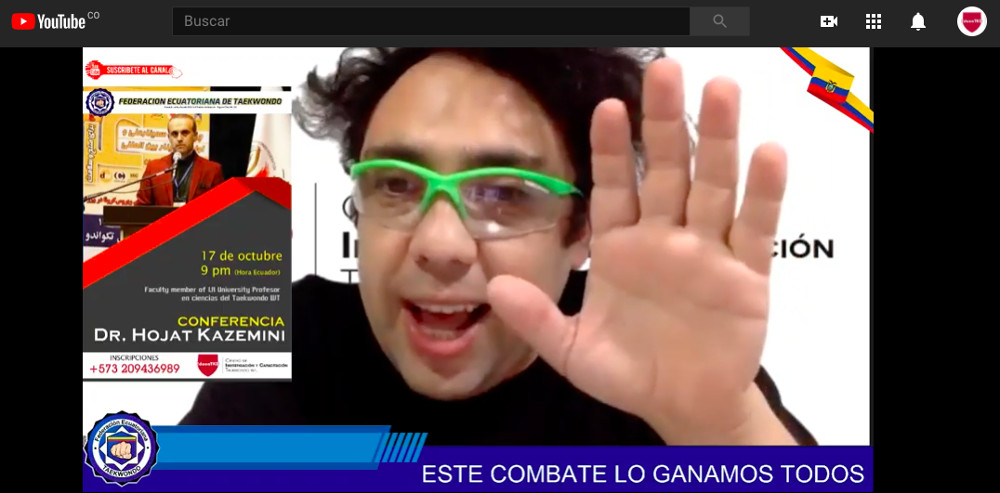 YouTube CO
Buscar
SUSCRIBETE AL CANAL
FEDERACION ECUATORIANA DE TAEKWONDO
17 de octubre
9 pm (Hora Ecuador)
Faculty member of UI University Profesor
en ciencias del Taekwondo WT
CONFERENCIA
DR. HOJAT KAZEMINI
INSCRIPCIONES
+573 209436989
CENTRO DE
INVESTIGACIÓN Y CAPACITACIÓN
CIÓN
Federación Ecuatoriana
TAEKWONDO
ESTE COMBATE LO GANAMOS TODOS